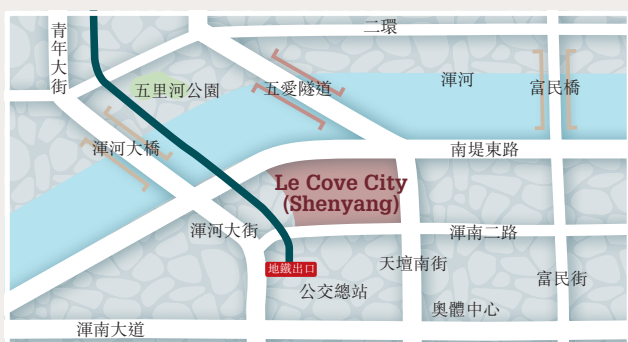 二環
青年大街
渾河
五里河公園
五愛隧道
富民橋
渾河大橋
南堤東路
Le Cove City
(Shenyang)
渾河大街
渾南二路
天壇南街
地鐵出口
富民街
公交總站
奧體中心
渾南大道